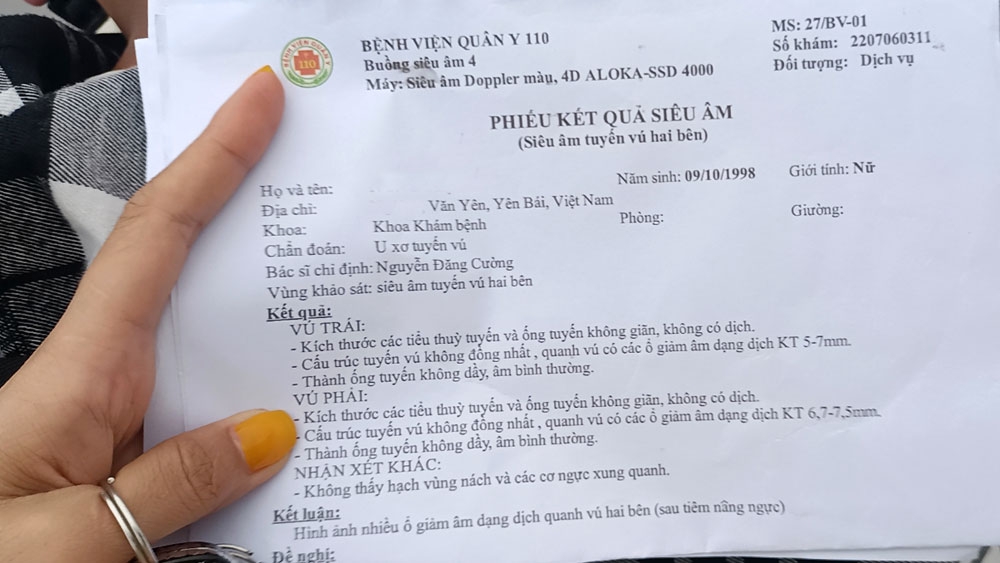 BỆNH VIỆN QUÂN Y 110
Buồng siêu âm 4
Máy: Siêu âm Doppler màu, 4D ALOKA-SSD 4000
MS: 27/BV-01
Số khám: 2207060311
Đối tượng: Dịch vụ
BỆNH VIỆN QUÂN Y
110
PHIẾU KẾT QUẢ SIÊU ÂM
(Siêu âm tuyến vú hai bên)
Họ và tên:
Năm sinh: 09/10/1998 Giới tính: Nữ
Địa chỉ: Văn Yên, Yên Bái, Việt Nam
Khoa: Khoa Khám bệnh Phòng: Giường:
Chẩn đoán: U xơ tuyến vú
Bác sĩ chỉ định: Nguyễn Đăng Cường
Vùng khảo sát: siêu âm tuyến vú hai bên
Kết quả:
VÚ TRÁI:
- Kích thước các tiểu thuỳ tuyến và ống tuyến không giãn, không có dịch.
- Cấu trúc tuyến vú không đồng nhất , quanh vú có các ổ giảm âm dạng dịch KT 5-7mm.
- Thành ống tuyến không dầy, âm bình thường.
VÚ PHẢI:
- Kích thước các tiểu thuỳ tuyến và ống tuyến không giãn, không có dịch.
- Cấu trúc tuyến vú không đồng nhất , quanh vú có các ổ giảm âm dạng dịch KT 6,7-7,5mm.
- Thành ống tuyến không dầy, âm bình thường.
NHẬN XÉT KHÁC:
- Không thấy hạch vùng nách và các cơ ngực xung quanh.
Kết luận:
Hình ảnh nhiều ổ giảm âm dạng dịch quanh vú hai bên (sau tiêm nâng ngực)
Đề nghị: